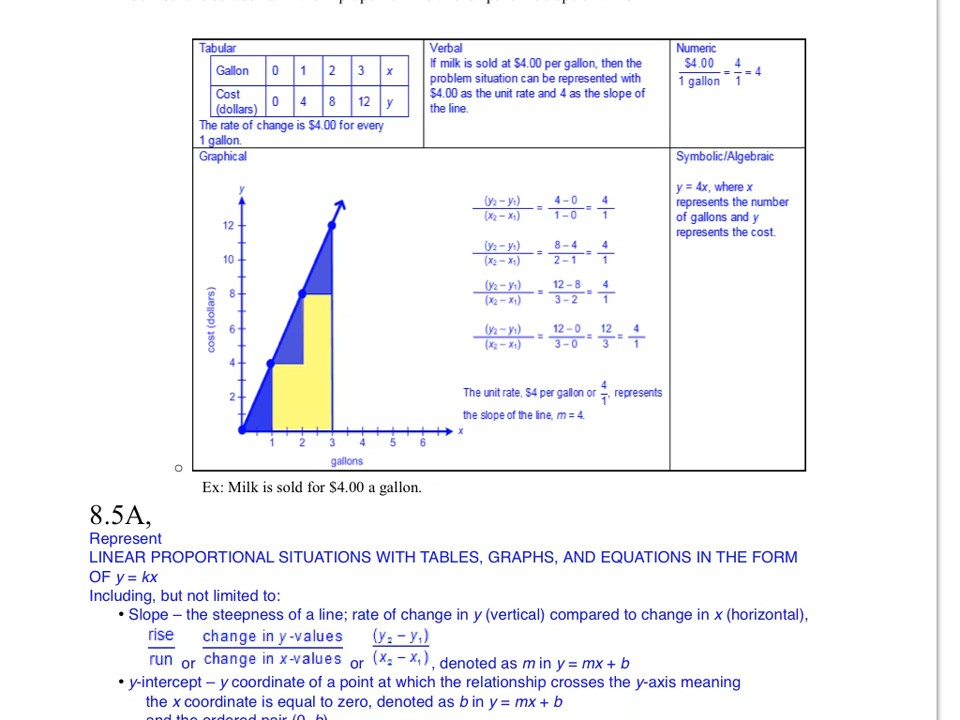 Tabular
Gallon 0 1 2 3 x
Cost (dollars) 0 4 8 12 y
The rate of change is $4.00 for every
1 gallon.
Verbal
If milk is sold at $4.00 per gallon, then the
problem situation can be represented with
$4.00 as the unit rate and 4 as the slope of
the line.
Numeric
$4.00 / 1 gallon = 4/1 = 4
Graphical
y
12
10
8
6
4
2
cost (dollars)
1 2 3 4 5 6
x
gallons
(y₂ – y₁) / (x₂ – x₁) = 4 – 0 / 1 – 0 = 4/1
(y₂ – y₁) / (x₂ – x₁) = 8 – 4 / 2 – 1 = 4/1
(y₂ – y₁) / (x₂ – x₁) = 12 – 8 / 3 – 2 = 4/1
(y₂ – y₁) / (x₂ – x₁) = 12 – 0 / 3 – 0 = 12/3 = 4/1
The unit rate, $4 per gallon or 4/1, represents
the slope of the line, m = 4.
Symbolic/Algebraic
y = 4x, where x
represents the number
of gallons and y
represents the cost.
Ex: Milk is sold for $4.00 a gallon.
8.5A,
Represent
LINEAR PROPORTIONAL SITUATIONS WITH TABLES, GRAPHS, AND EQUATIONS IN THE FORM
OF y = kx
Including, but not limited to:
• Slope – the steepness of a line; rate of change in y (vertical) compared to change in x (horizontal),
rise / run or change in y-values / change in x-values or (y₂ – y₁) / (x₂ – x₁), denoted as m in y = mx + b
• y-intercept – y coordinate of a point at which the relationship crosses the y-axis meaning
the x coordinate is equal to zero, denoted as b in y = mx + b
and the ordered pair (0, b)